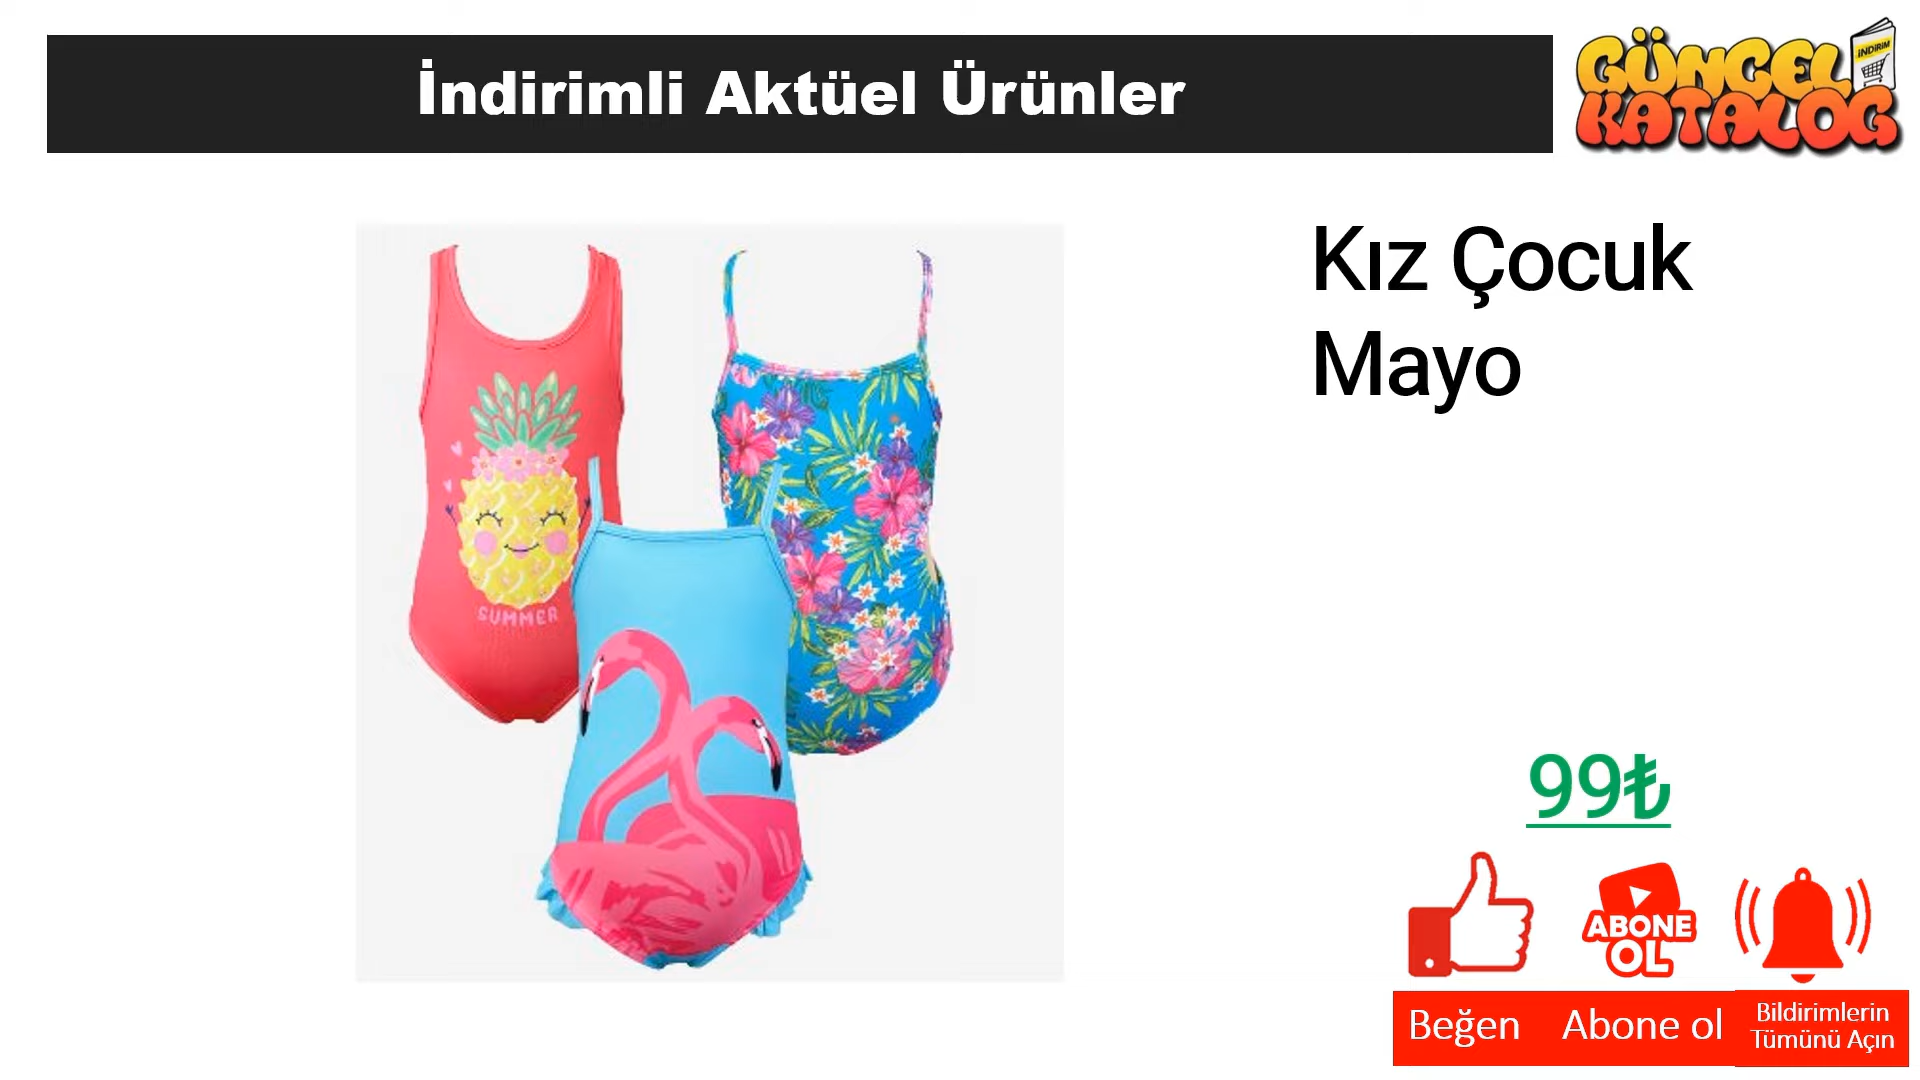 İndirimli Aktüel Ürünler
GÜNCEL
KATALOG
İNDİRİM
Kız Çocuk
Mayo
SUMMER
99₺
ABONE
OL
Beğen
Abone ol
Bildirimlerin
Tümünü Açın